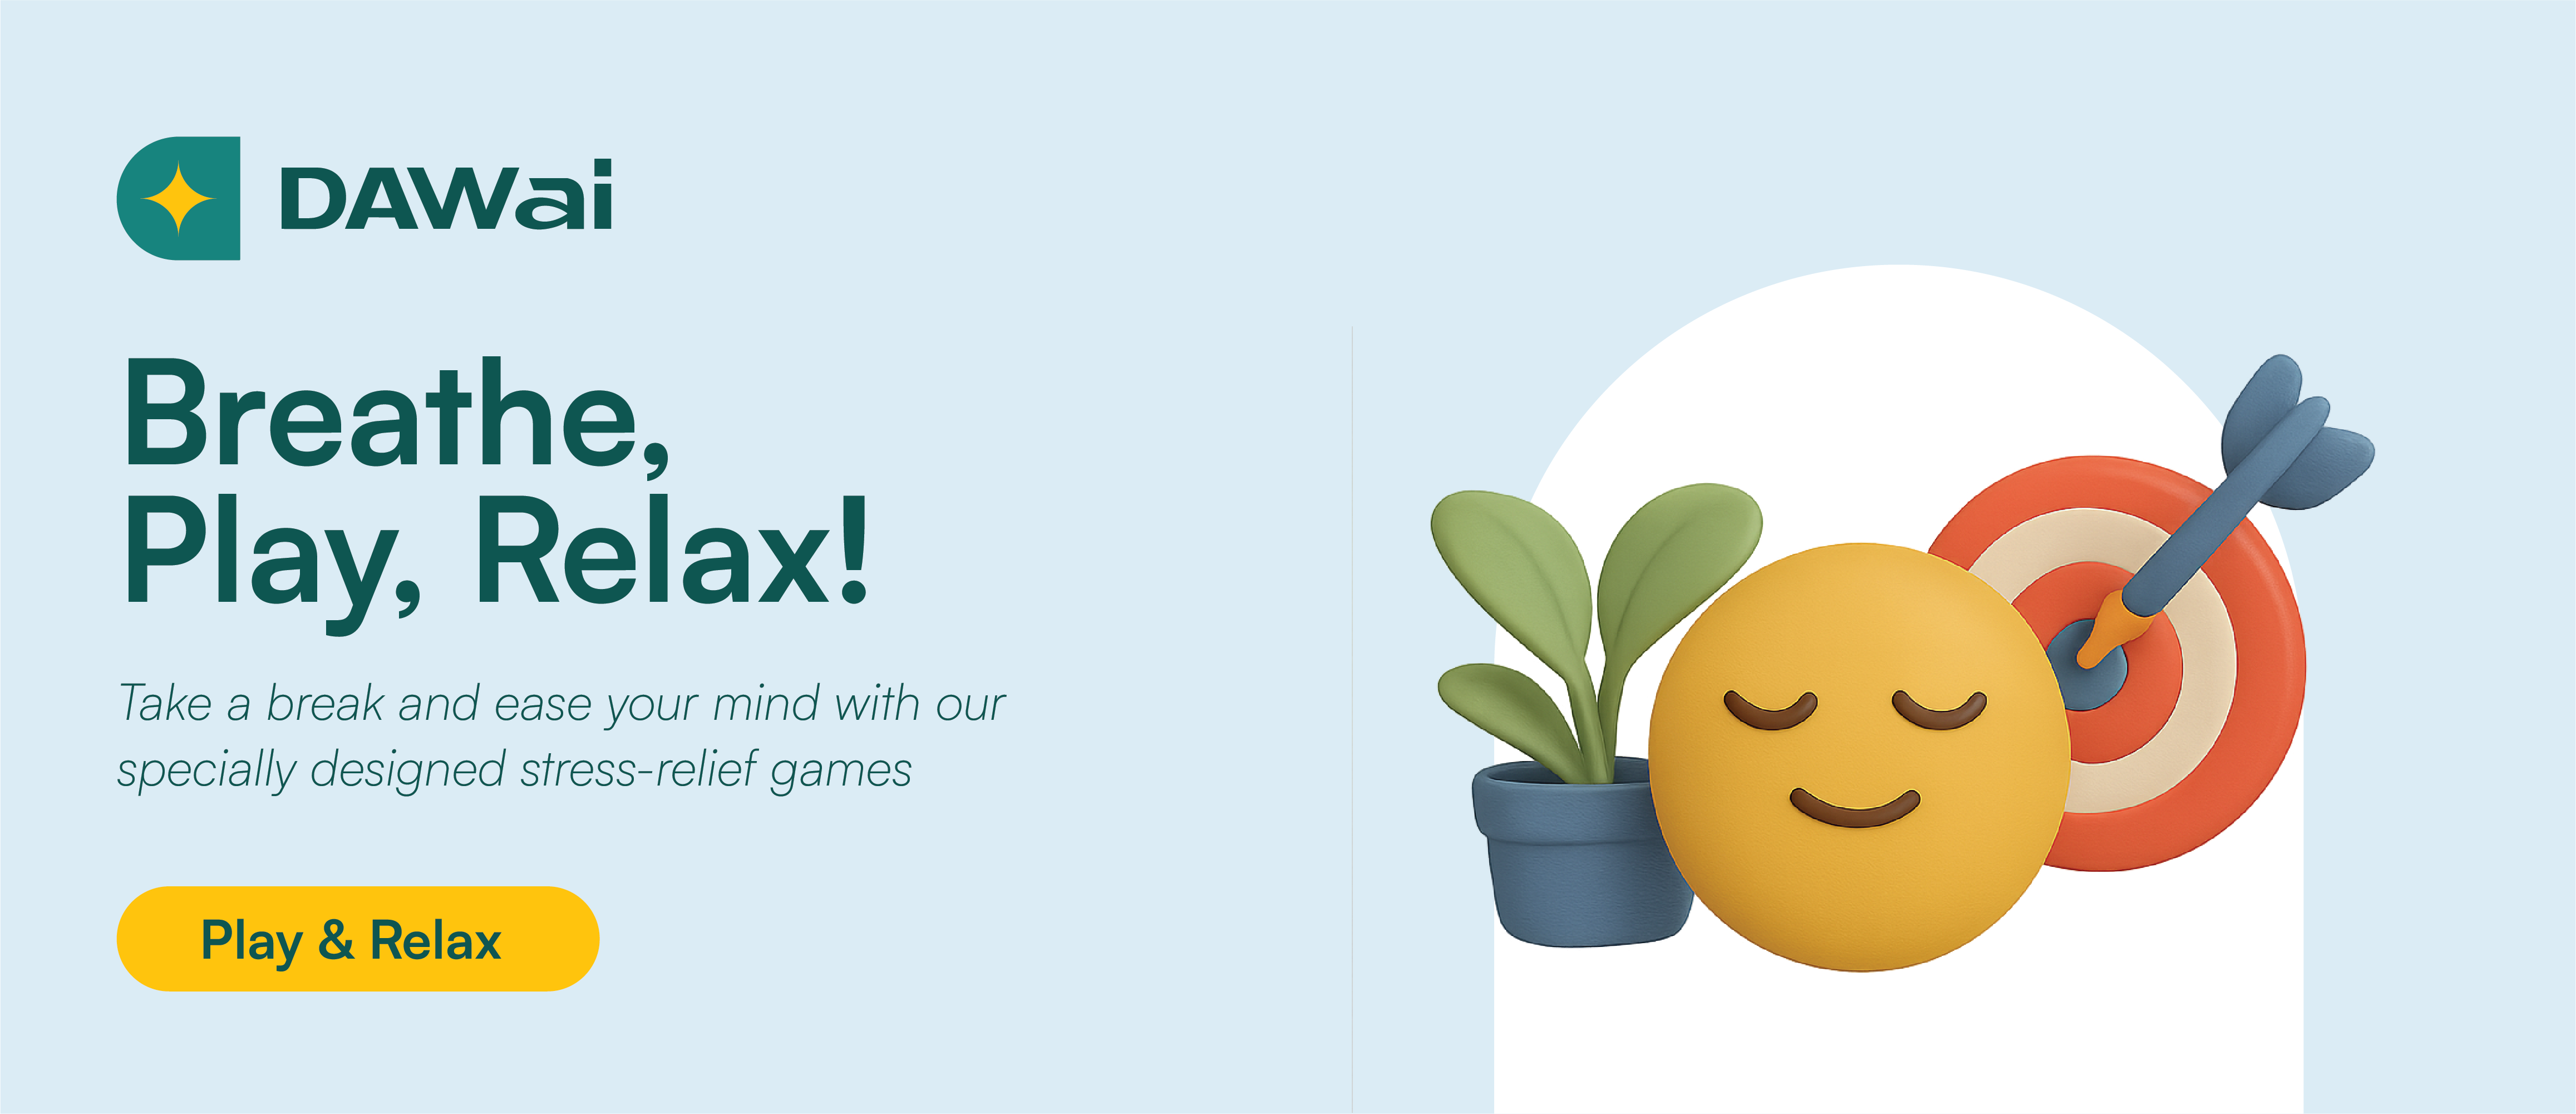 DAWai
Breathe,
Play, Relax!
Take a break and ease your mind with our
specially designed stress-relief games
Play & Relax